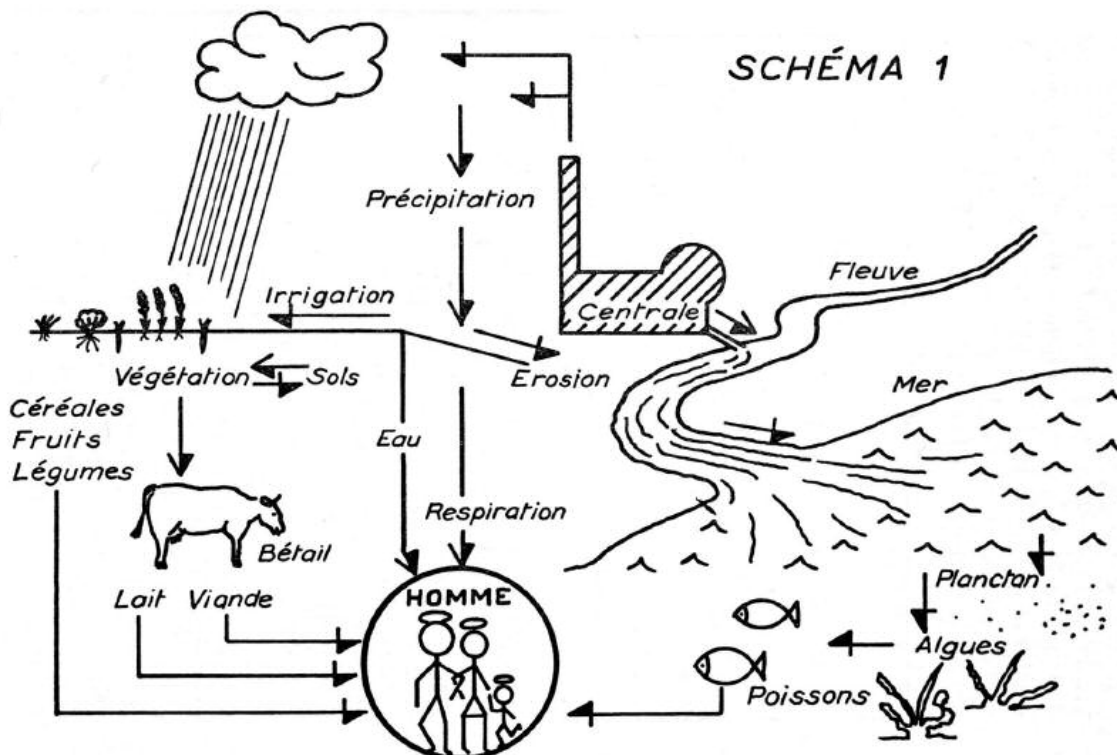 SCHÉMA 1
Précipitation
Fleuve
Irrigation
Centrale
Végétation
Sols
Erosion
Mer
Céréales
Fruits
Légumes
Eau
Respiration
Bétail
Lait
Viande
HOMME
Plancton
Algues
Poissons